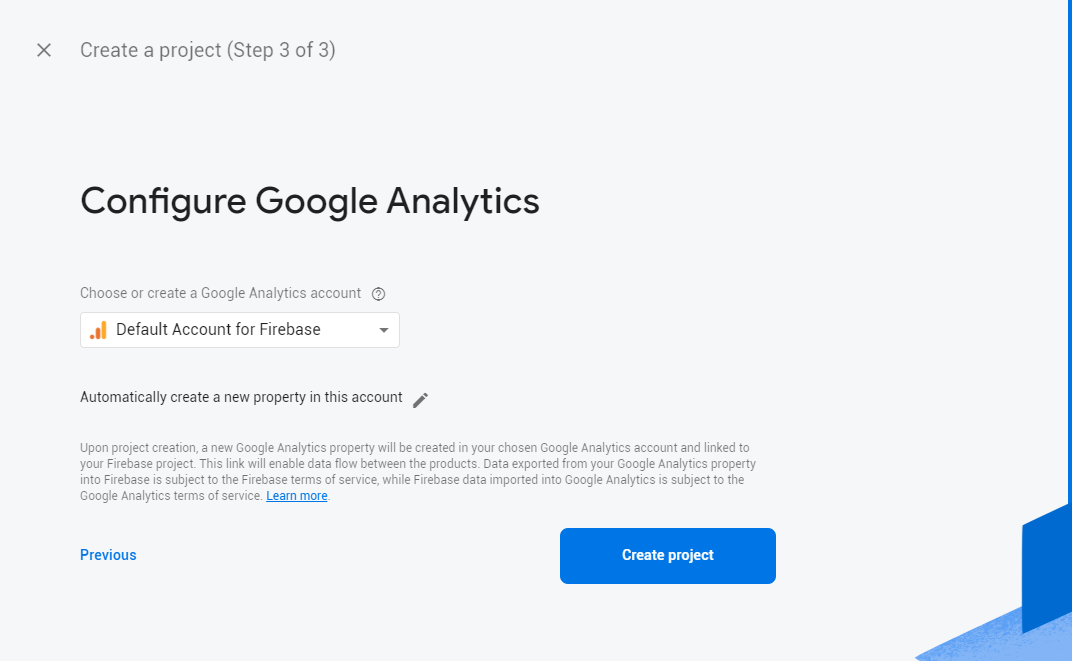 Create a project (Step 3 of 3)
Configure Google Analytics
Choose or create a Google Analytics account
Default Account for Firebase
Automatically create a new property in this account
Upon project creation, a new Google Analytics property will be created in your chosen Google Analytics account and linked to
your Firebase project. This link will enable data flow between the products. Data exported from your Google Analytics property
into Firebase is subject to the Firebase terms of service, while Firebase data imported into Google Analytics is subject to the
Google Analytics terms of service. Learn more.
Previous
Create project